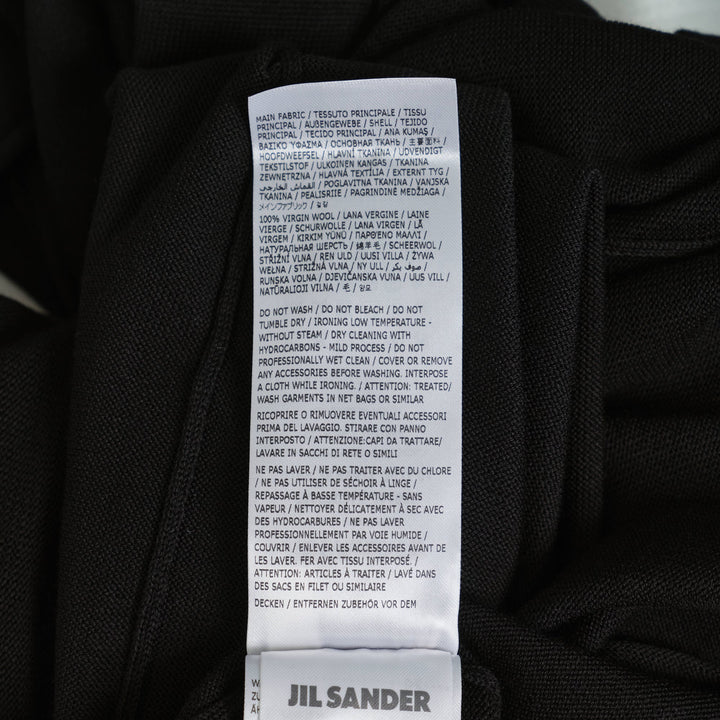 MAIN FABRIC / TESSUTO PRINCIPALE / TISSU
PRINCIPAL / AUßENGEWEBE / SHELL / TEJIDO
PRINCIPAL / TECIDO PRINCIPAL / ANA KUMAŞ /
ΒΑΣΙΚΟ ΥΦΑΣΜΑ / ОСНОВНАЯ ТКАНЬ / 主要面料 /
HOOFDWEEFSEL / HLAVNÍ TKANINA / UDVENDIGT
TEKSTILSTOF / ULKOINEN KANGAS / TKANINA
ZEWNETRZNA / HLAVNÁ TEXTÍLIA / EXTERNT TYG /
القماش الخارجي / POGLAVITNA TKANINA / VANJSKA
TKANINA / PEALISRIIE / PAGRINDINĖ MEDŽIAGA /
メインファブリック / 겉감
100% VIRGIN WOOL / LANA VERGINE / LAINE
VIERGE / SCHURWOLLE / LANA VIRGEN / LÃ
VIRGEM / KIRKIM YÜNÜ / ΠΑΡΘΕΝΟ ΜΑΛΛΙ /
НАТУРАЛЬНАЯ ШЕРСТЬ / 绵羊毛 / SCHEERWOL /
STŘIŽNÍ VLNA / REN ULD / UUSI VILLA / ŻYWA
WEŁNA / STRIŽNÁ VLNA / NY ULL / صوف بكر /
RUNSKA VOLNA / DJEVIČANSKA VUNA / UUS VILL /
NATŪRALIOJI VILNA / 毛 / 양모
DO NOT WASH / DO NOT BLEACH / DO NOT
TUMBLE DRY / IRONING LOW TEMPERATURE -
WITHOUT STEAM / DRY CLEANING WITH
HYDROCARBONS - MILD PROCESS / DO NOT
PROFESSIONALLY WET CLEAN / COVER OR REMOVE
ANY ACCESSORIES BEFORE WASHING. INTERPOSE
A CLOTH WHILE IRONING. / ATTENTION: TREATED/
WASH GARMENTS IN NET BAGS OR SIMILAR
RICOPRIRE O RIMUOVERE EVENTUALI ACCESSORI
PRIMA DEL LAVAGGIO. STIRARE CON PANNO
INTERPOSTO / ATTENZIONE:CAPI DA TRATTARE/
LAVARE IN SACCHI DI RETE O SIMILI
NE PAS LAVER / NE PAS TRAITER AVEC DU CHLORE
/ NE PAS UTILISER DE SÉCHOIR À LINGE /
REPASSAGE À BASSE TEMPÉRATURE - SANS
VAPEUR / NETTOYER DÉLICATEMENT À SEC AVEC
DES HYDROCARBURES / NE PAS LAVER
PROFESSIONNELLEMENT PAR VOIE HUMIDE /
COUVRIR / ENLEVER LES ACCESSOIRES AVANT DE
LES LAVER. FER AVEC TISSU INTERPOSÉ. /
ATTENTION: ARTICLES À TRAITER / LAVÉ DANS
DES SACS EN FILET OU SIMILAIRE
DECKEN / ENTFERNEN ZUBEHÖR VOR DEM
JIL SANDER